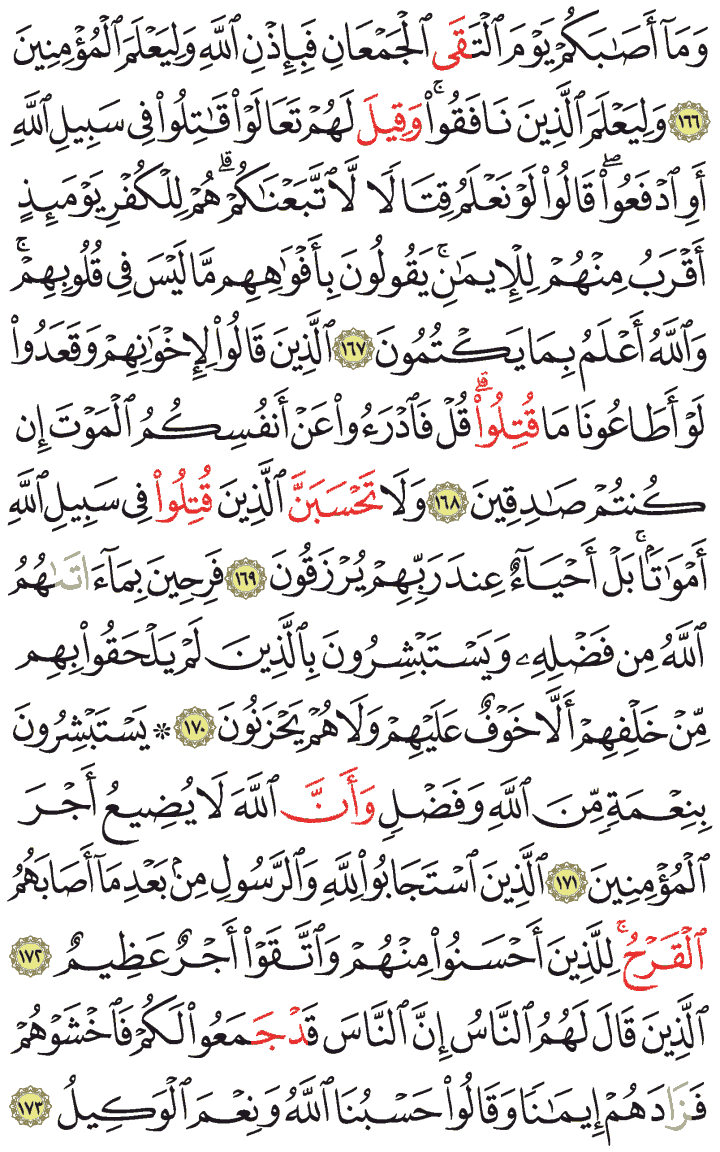 وَمَآ أَصَٰبَكُمۡ يَوۡمَ ٱلۡتَقَى ٱلۡجَمۡعَانِ فَبِإِذۡنِ ٱللَّهِ وَلِيَعۡلَمَ ٱلۡمُؤۡمِنِينَ
١٦٦ وَلِيَعۡلَمَ ٱلَّذِينَ نَافَقُواْۚ وَقِيلَ لَهُمۡ تَعَالَوۡاْ قَٰتِلُواْ فِي سَبِيلِ ٱللَّهِ
أَوِ ٱدۡفَعُواْۖ قَالُواْ لَوۡ نَعۡلَمُ قِتَالٗا لَّٱتَّبَعۡنَٰكُمۡۗ هُمۡ لِلۡكُفۡرِ يَوۡمَئِذٍ
أَقۡرَبُ مِنۡهُمۡ لِلۡإِيمَٰنِۚ يَقُولُونَ بِأَفۡوَٰهِهِم مَّا لَيۡسَ فِي قُلُوبِهِمۡۚ
وَٱللَّهُ أَعۡلَمُ بِمَا يَكۡتُمُونَ ١٦٧ ٱلَّذِينَ قَالُواْ لِإِخۡوَٰنِهِمۡ وَقَعَدُواْ
لَوۡ أَطَاعُونَا مَا قُتِلُواْۗ قُلۡ فَٱدۡرَءُواْ عَنۡ أَنفُسِكُمُ ٱلۡمَوۡتَ إِن
كُنتُمۡ صَٰدِقِينَ ١٦٨ وَلَا تَحۡسَبَنَّ ٱلَّذِينَ قُتِلُواْ فِي سَبِيلِ ٱللَّهِ
أَمۡوَٰتَۢاۚ بَلۡ أَحۡيَآءٌ عِندَ رَبِّهِمۡ يُرۡزَقُونَ ١٦٩ فَرِحِينَ بِمَآ ءَاتَىٰهُمُ
ٱللَّهُ مِن فَضۡلِهِۦ وَيَسۡتَبۡشِرُونَ بِٱلَّذِينَ لَمۡ يَلۡحَقُواْ بِهِم
مِّنۡ خَلۡفِهِمۡ أَلَّا خَوۡفٌ عَلَيۡهِمۡ وَلَا هُمۡ يَحۡزَنُونَ ١٧٠ * يَسۡتَبۡشِرُونَ
بِنِعۡمَةٖ مِّنَ ٱللَّهِ وَفَضۡلٖ وَأَنَّ ٱللَّهَ لَا يُضِيعُ أَجۡرَ
ٱلۡمُؤۡمِنِينَ ١٧١ ٱلَّذِينَ ٱسۡتَجَابُواْ لِلَّهِ وَٱلرَّسُولِ مِنۢ بَعۡدِ مَآ أَصَابَهُمُ
ٱلۡقَرۡحُۚ لِلَّذِينَ أَحۡسَنُواْ مِنۡهُمۡ وَٱتَّقَوۡاْ أَجۡرٌ عَظِيمٌ ١٧٢
ٱلَّذِينَ قَالَ لَهُمُ ٱلنَّاسُ إِنَّ ٱلنَّاسَ قَدۡ جَمَعُواْ لَكُمۡ فَٱخۡشَوۡهُمۡ
فَزَادَهُمۡ إِيمَٰنٗا وَقَالُواْ حَسۡبُنَا ٱللَّهُ وَنِعۡمَ ٱلۡوَكِيلُ ١٧٣